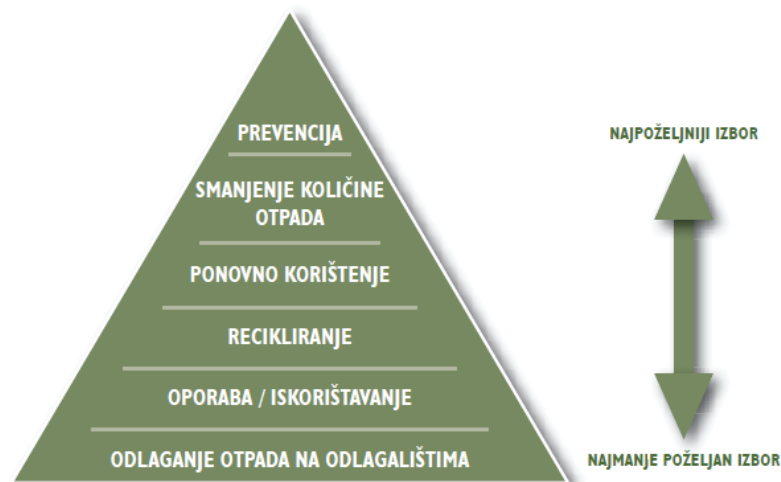 PREVENCIJA
NAJPOŽELJNIJI IZBOR
SMANJENJE KOLIČINE
OTPADA
PONOVNO KORIŠTENJE
RECIKLIRANJE
OPORABA / ISKORIŠTAVANJE
ODLAGANJE OTPADA NA ODLAGALIŠTIMA
NAJMANJE POŽELJAN IZBOR